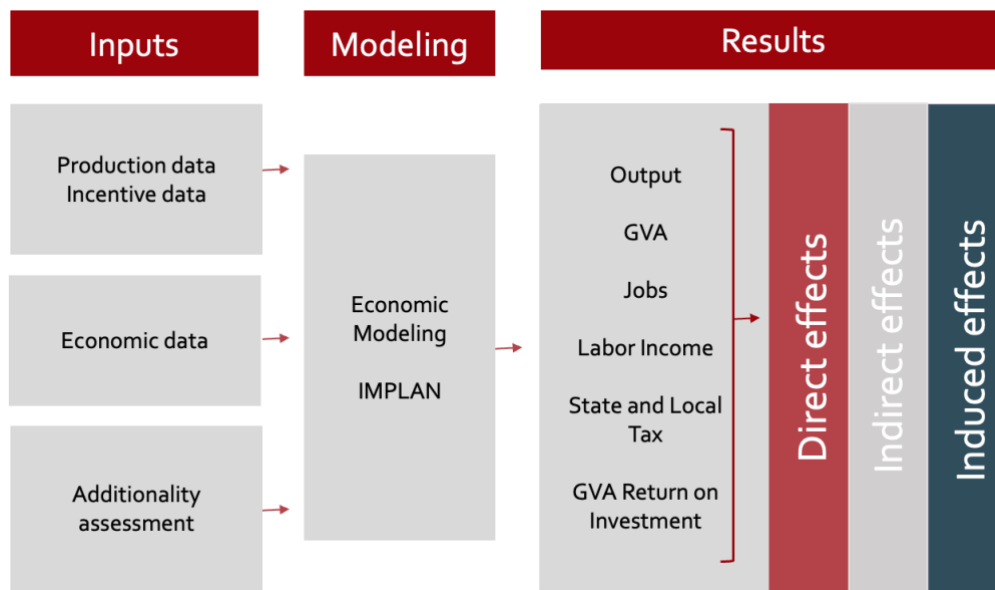 Inputs
Modeling
Results
Production data
Incentive data
Economic data
Additionality
assessment
Economic
Modeling
IMPLAN
Output
GVA
Jobs
Labor Income
State and Local
Tax
GVA Return on
Investment
Direct effects
Indirect effects
Induced effects